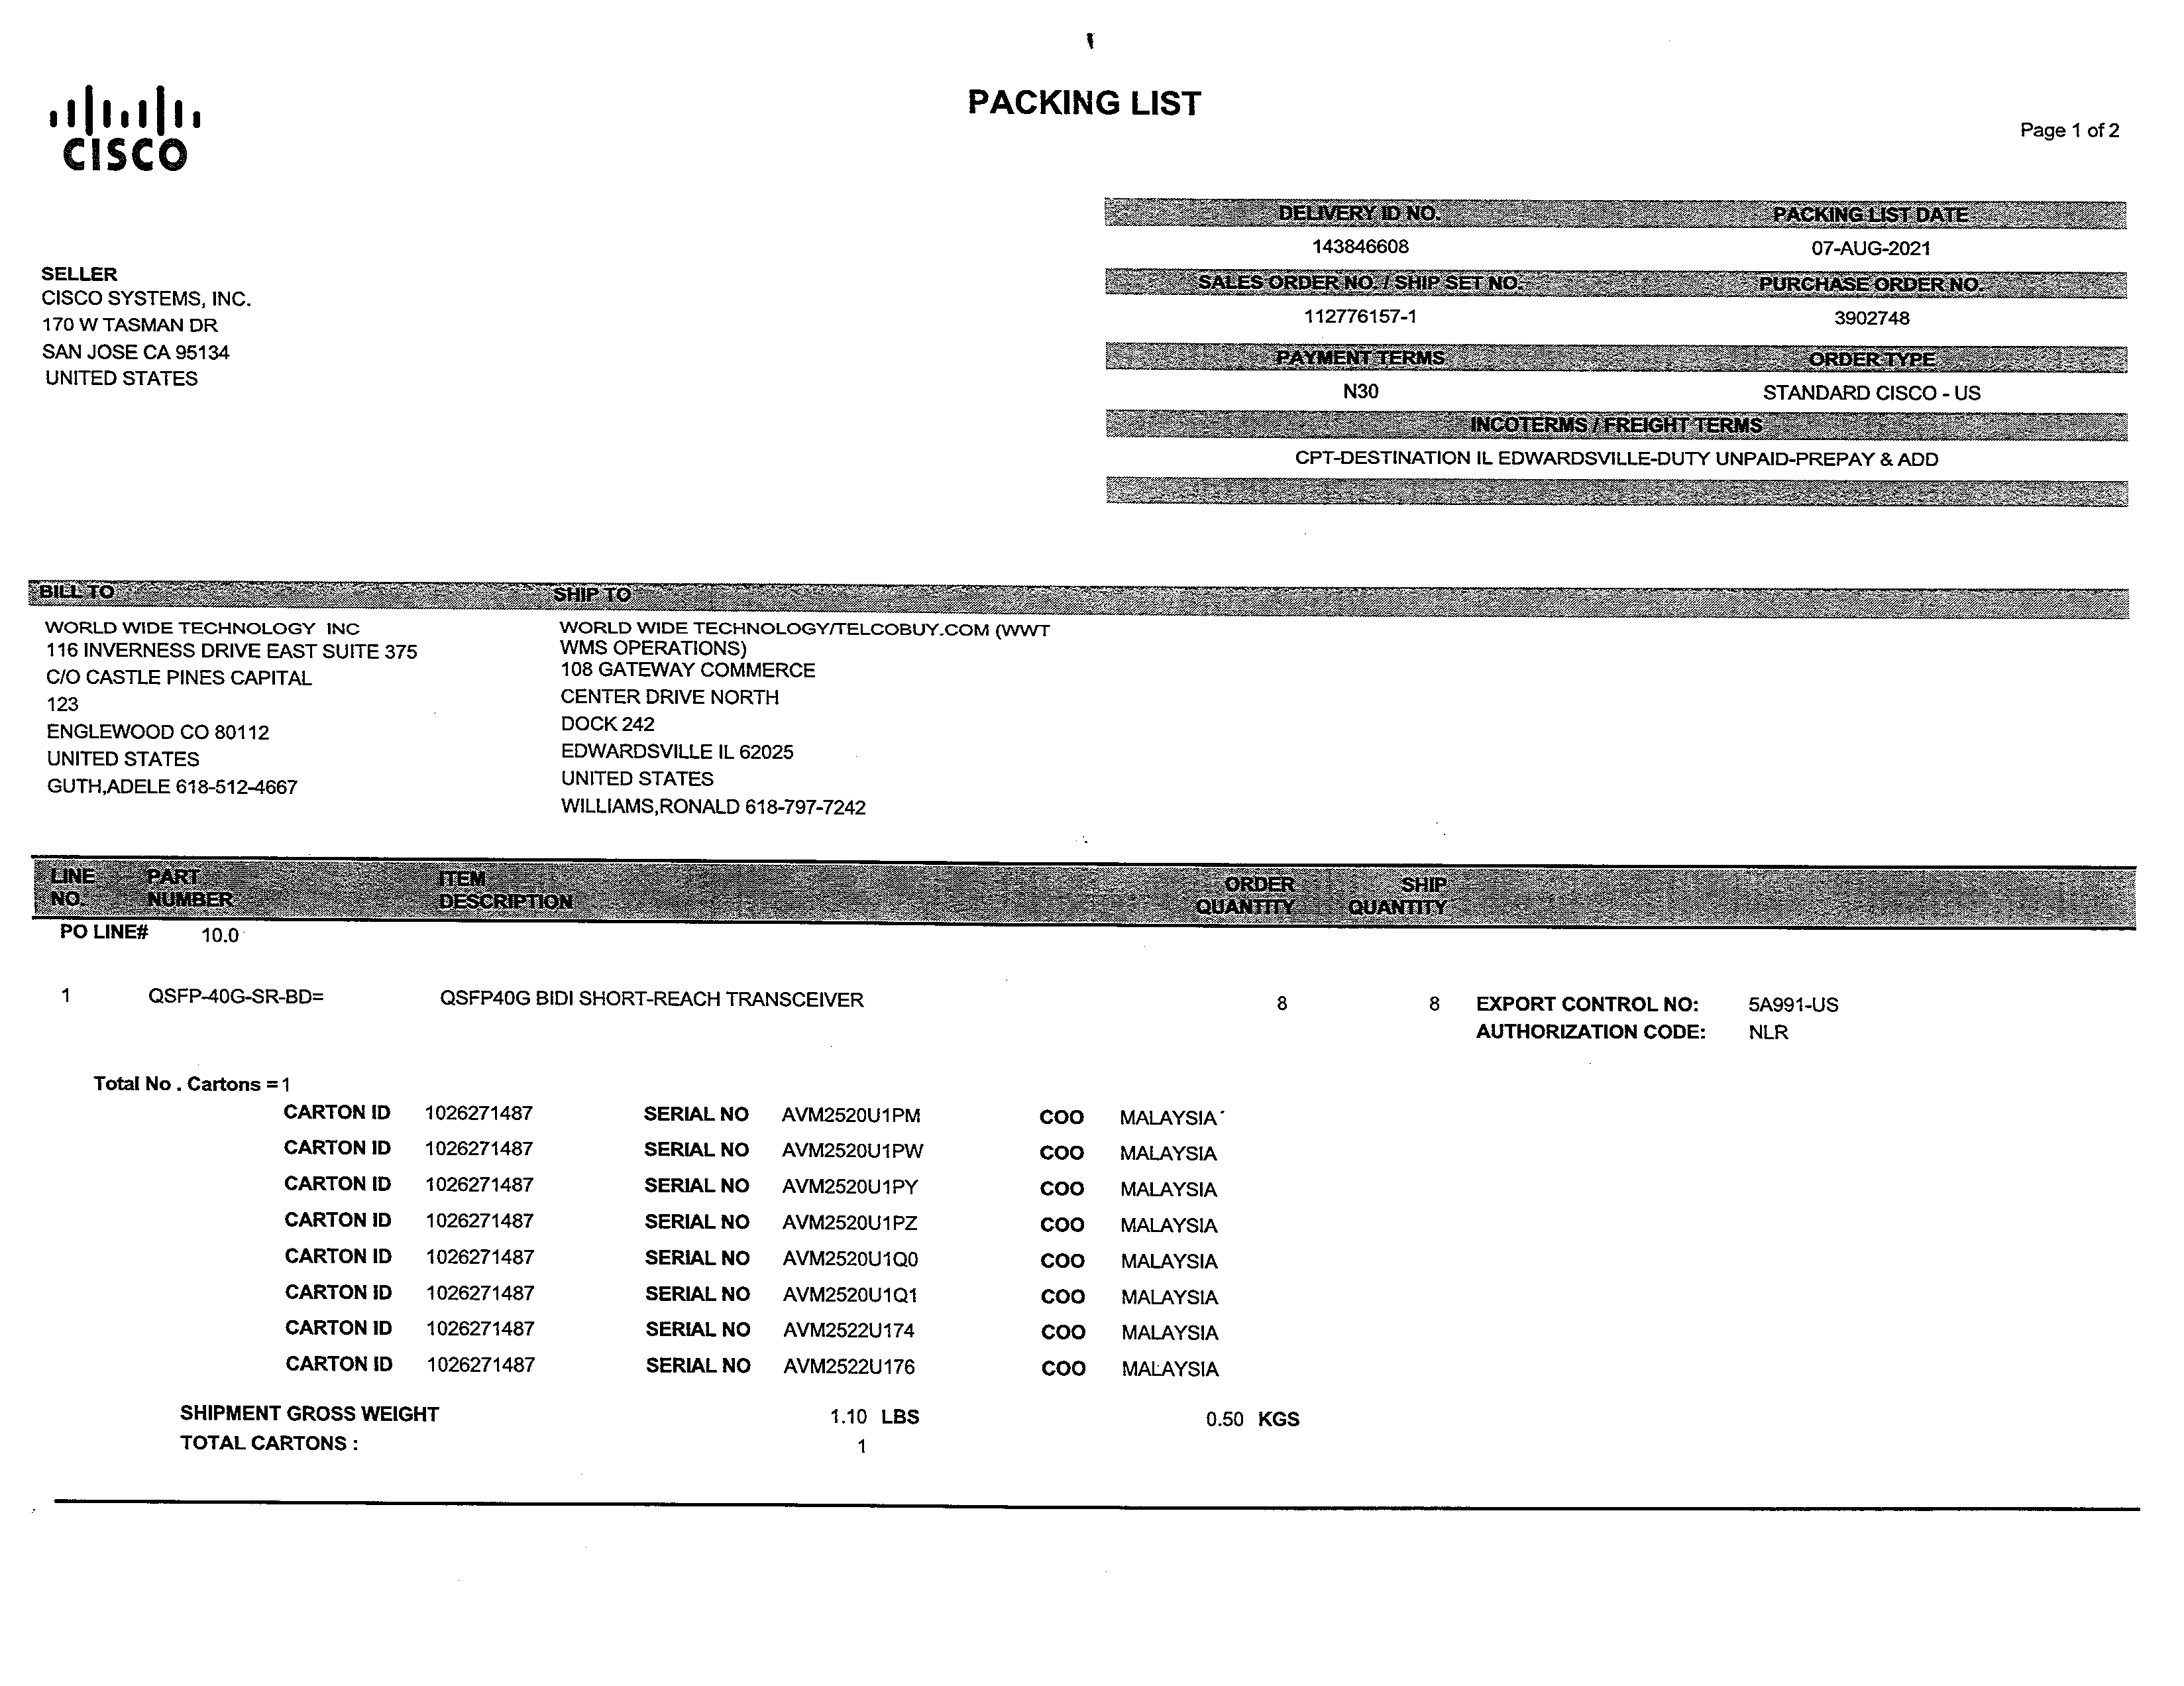 PACKING LIST
CISCO
Page 1 of 2
DELIVERY ID NO. PACKING LIST DATE
143846608 07-AUG-2021
SALES ORDER NO. / SHIP SET NO. PURCHASE ORDER NO.
112776157-1 3902748
PAYMENT TERMS ORDER TYPE
N30 STANDARD CISCO - US
INCOTERMS / FREIGHT TERMS
CPT-DESTINATION IL EDWARDSVILLE-DUTY UNPAID-PREPAY & ADD
SELLER
CISCO SYSTEMS, INC.
170 W TASMAN DR
SAN JOSE CA 95134
UNITED STATES
BILL TO
WORLD WIDE TECHNOLOGY INC
116 INVERNESS DRIVE EAST SUITE 375
C/O CASTLE PINES CAPITAL
123
ENGLEWOOD CO 80112
UNITED STATES
GUTH,ADELE 618-512-4667
SHIP TO
WORLD WIDE TECHNOLOGY/TELCOBUY.COM (WWT
WMS OPERATIONS)
108 GATEWAY COMMERCE
CENTER DRIVE NORTH
DOCK 242
EDWARDSVILLE IL 62025
UNITED STATES
WILLIAMS,RONALD 618-797-7242
LINE PART ITEM ORDER SHIP
NO. NUMBER DESCRIPTION QUANTITY QUANTITY
PO LINE# 10.0
1 QSFP-40G-SR-BD= QSFP40G BIDI SHORT-REACH TRANSCEIVER 8 8 EXPORT CONTROL NO: 5A991-US
AUTHORIZATION CODE: NLR
Total No . Cartons = 1
CARTON ID 1026271487 SERIAL NO AVM2520U1PM COO MALAYSIA
CARTON ID 1026271487 SERIAL NO AVM2520U1PW COO MALAYSIA
CARTON ID 1026271487 SERIAL NO AVM2520U1PY COO MALAYSIA
CARTON ID 1026271487 SERIAL NO AVM2520U1PZ COO MALAYSIA
CARTON ID 1026271487 SERIAL NO AVM2520U1Q0 COO MALAYSIA
CARTON ID 1026271487 SERIAL NO AVM2520U1Q1 COO MALAYSIA
CARTON ID 1026271487 SERIAL NO AVM2522U174 COO MALAYSIA
CARTON ID 1026271487 SERIAL NO AVM2522U176 COO MALAYSIA
SHIPMENT GROSS WEIGHT 1.10 LBS 0.50 KGS
TOTAL CARTONS : 1